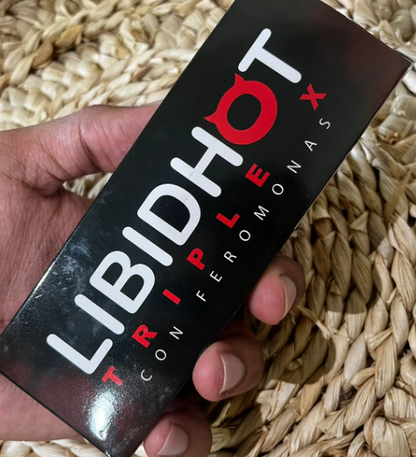 LIBIDHOT
TRIPLE X
CON FEROMONAS